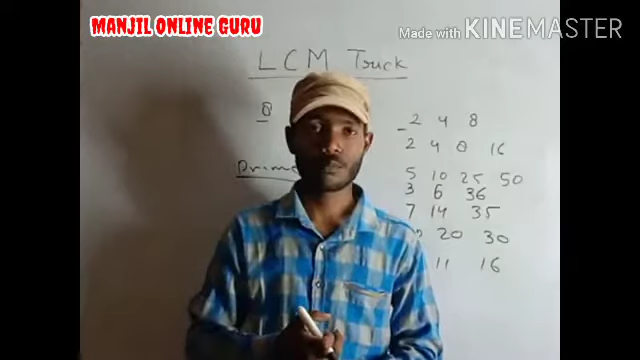 MANJIL ONLINE GURU
Made with KINEMASTER
LCM Truck
2 4 8
2 4 8 16
5 10 25 50
3 6 36
7 14 35
20 30
11 16